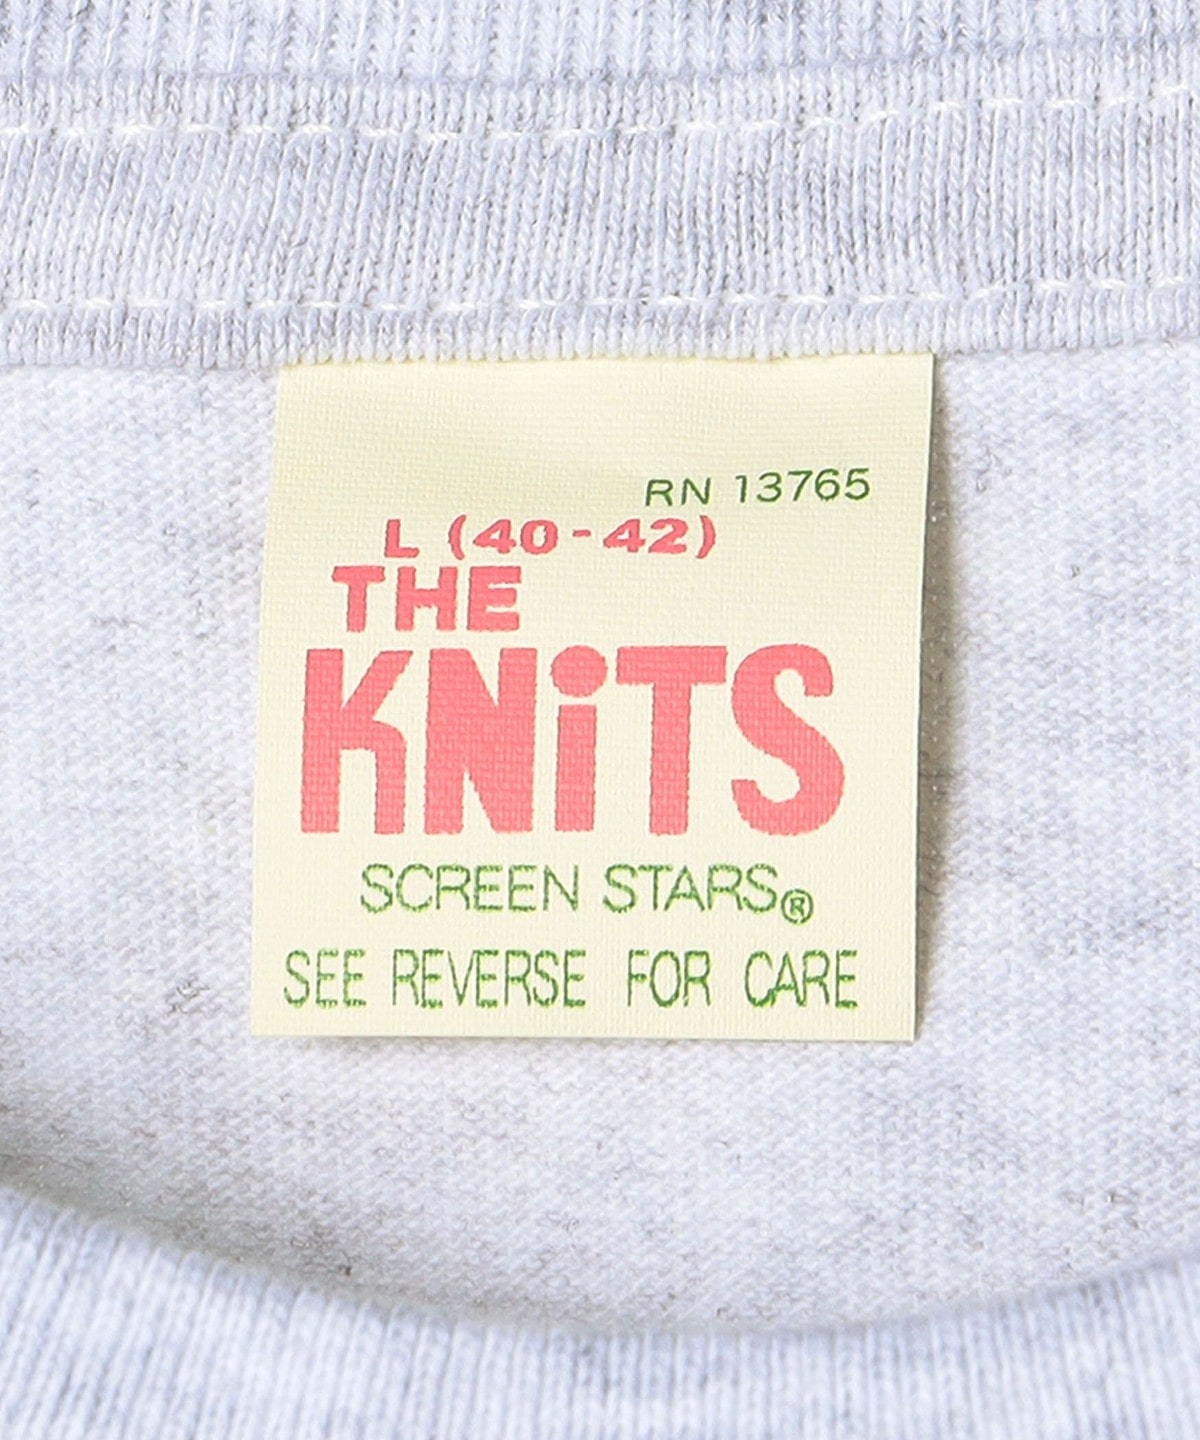 RN 13765
L (40-42)
THE
KNiTS
SCREEN STARS®
SEE REVERSE FOR CARE